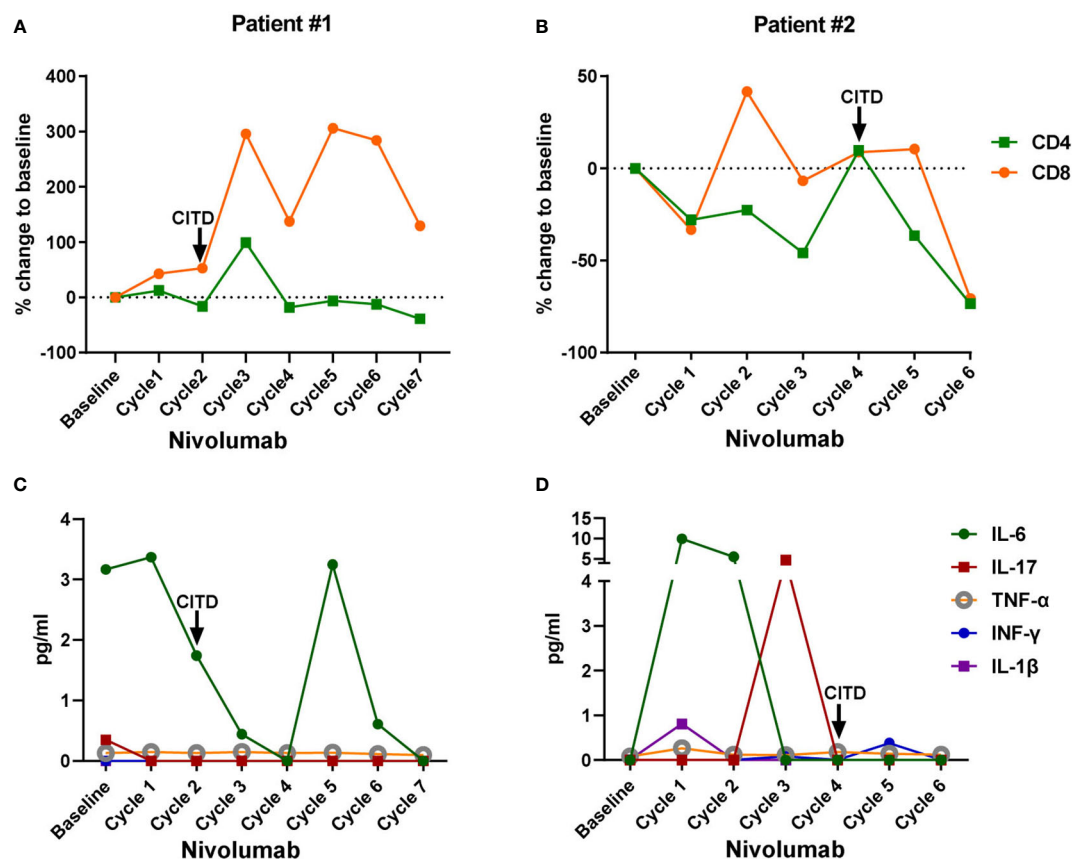 A
Patient #1
% change to baseline
400
300
200
100
0
-100
CITD
Baseline
Cycle1
Cycle2
Cycle3
Cycle4
Cycle5
Cycle6
Cycle7
Nivolumab
B
Patient #2
% change to baseline
50
0
-50
-100
CITD
Baseline
Cycle 1
Cycle 2
Cycle 3
Cycle 4
Cycle 5
Cycle 6
Nivolumab
CD4
CD8
C
pg/ml
4
3
2
1
0
CITD
Baseline
Cycle 1
Cycle 2
Cycle 3
Cycle 4
Cycle 5
Cycle 6
Cycle 7
Nivolumab
D
pg/ml
15
10
5
4
3
2
1
0
CITD
Baseline
Cycle 1
Cycle 2
Cycle 3
Cycle 4
Cycle 5
Cycle 6
Nivolumab
IL-6
IL-17
TNF-α
INF-γ
IL-1β